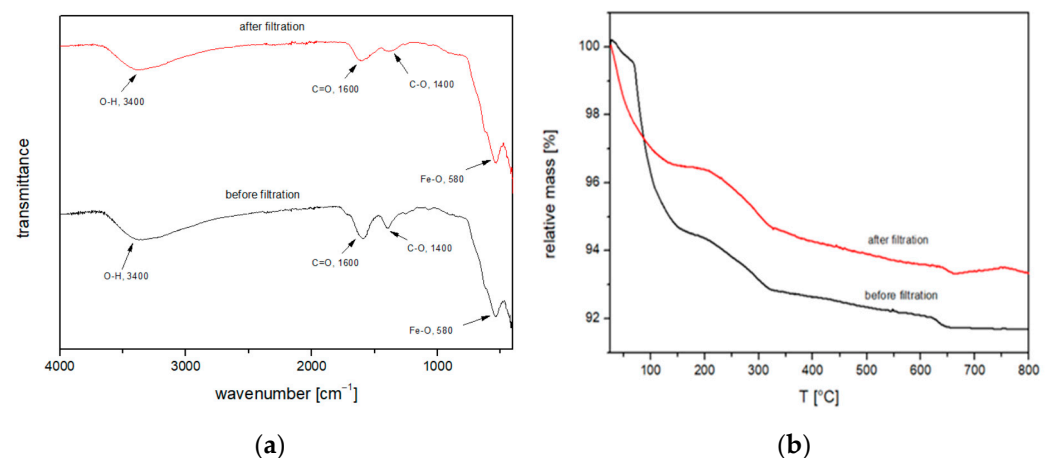 after filtration
O-H, 3400
C=O, 1600
C-O, 1400
Fe-O, 580
before filtration
O-H, 3400
C=O, 1600
C-O, 1400
Fe-O, 580
transmittance
4000 3000 2000 1000
wavenumber [cm⁻¹]
(a)
100
98
96
94
92
relative mass [%]
after filtration
before filtration
100 200 300 400 500 600 700 800
T [°C]
(b)